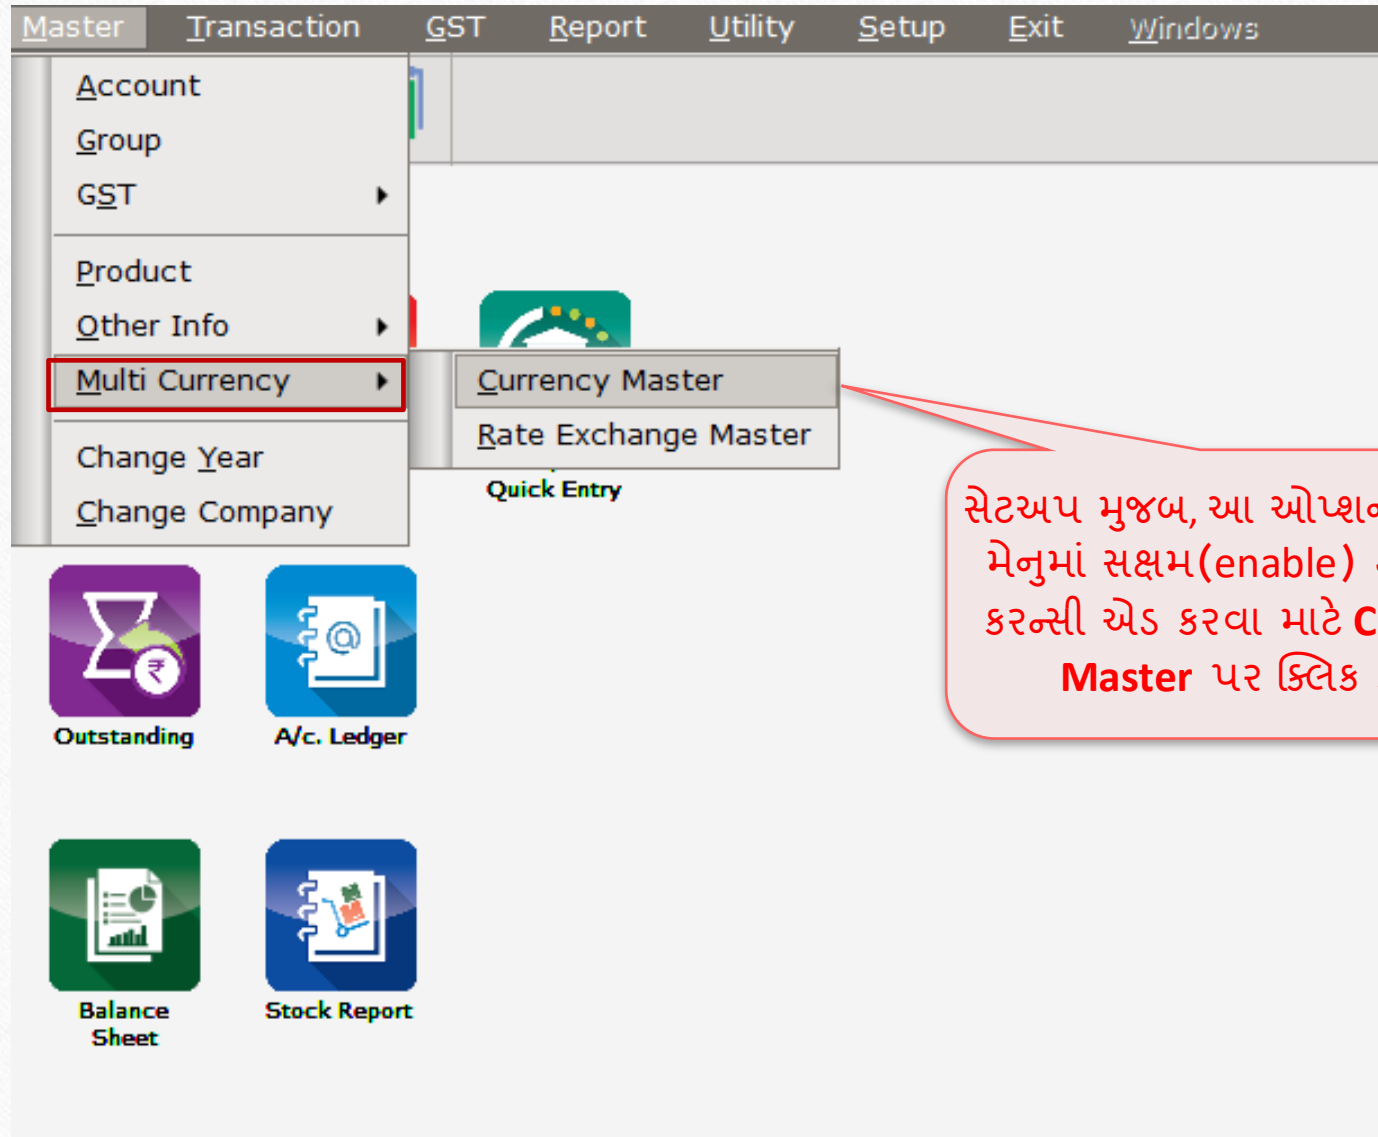 Master Transaction GST Report Utility Setup Exit Windows
Account
Group
GST
Product
Other Info
Multi Currency
Change Year
Change Company
Currency Master
Rate Exchange Master
Quick Entry
સેટઅપ મુજબ, આ ઓપ્શન
મેનુમાં સક્ષમ(enable)
કરન્સી એડ કરવા માટે
Master પર ક્લિક
Outstanding
A/c. Ledger
Balance
Sheet
Stock Report